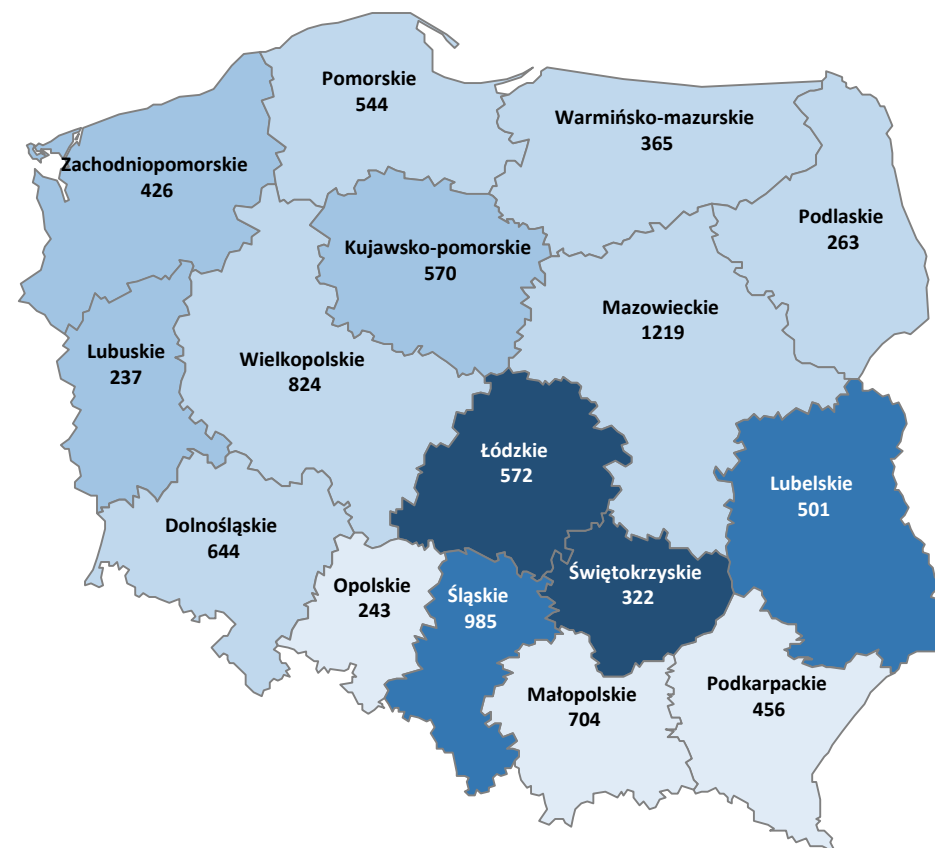 Pomorskie
544
Warmińsko-mazurskie
365
Zachodniopomorskie
426
Podlaskie
263
Kujawsko-pomorskie
570
Mazowieckie
1219
Lubuskie
237
Wielkopolskie
824
Łódzkie
572
Lubelskie
501
Dolnośląskie
644
Opolskie
243
Śląskie
985
Świętokrzyskie
322
Małopolskie
704
Podkarpackie
456